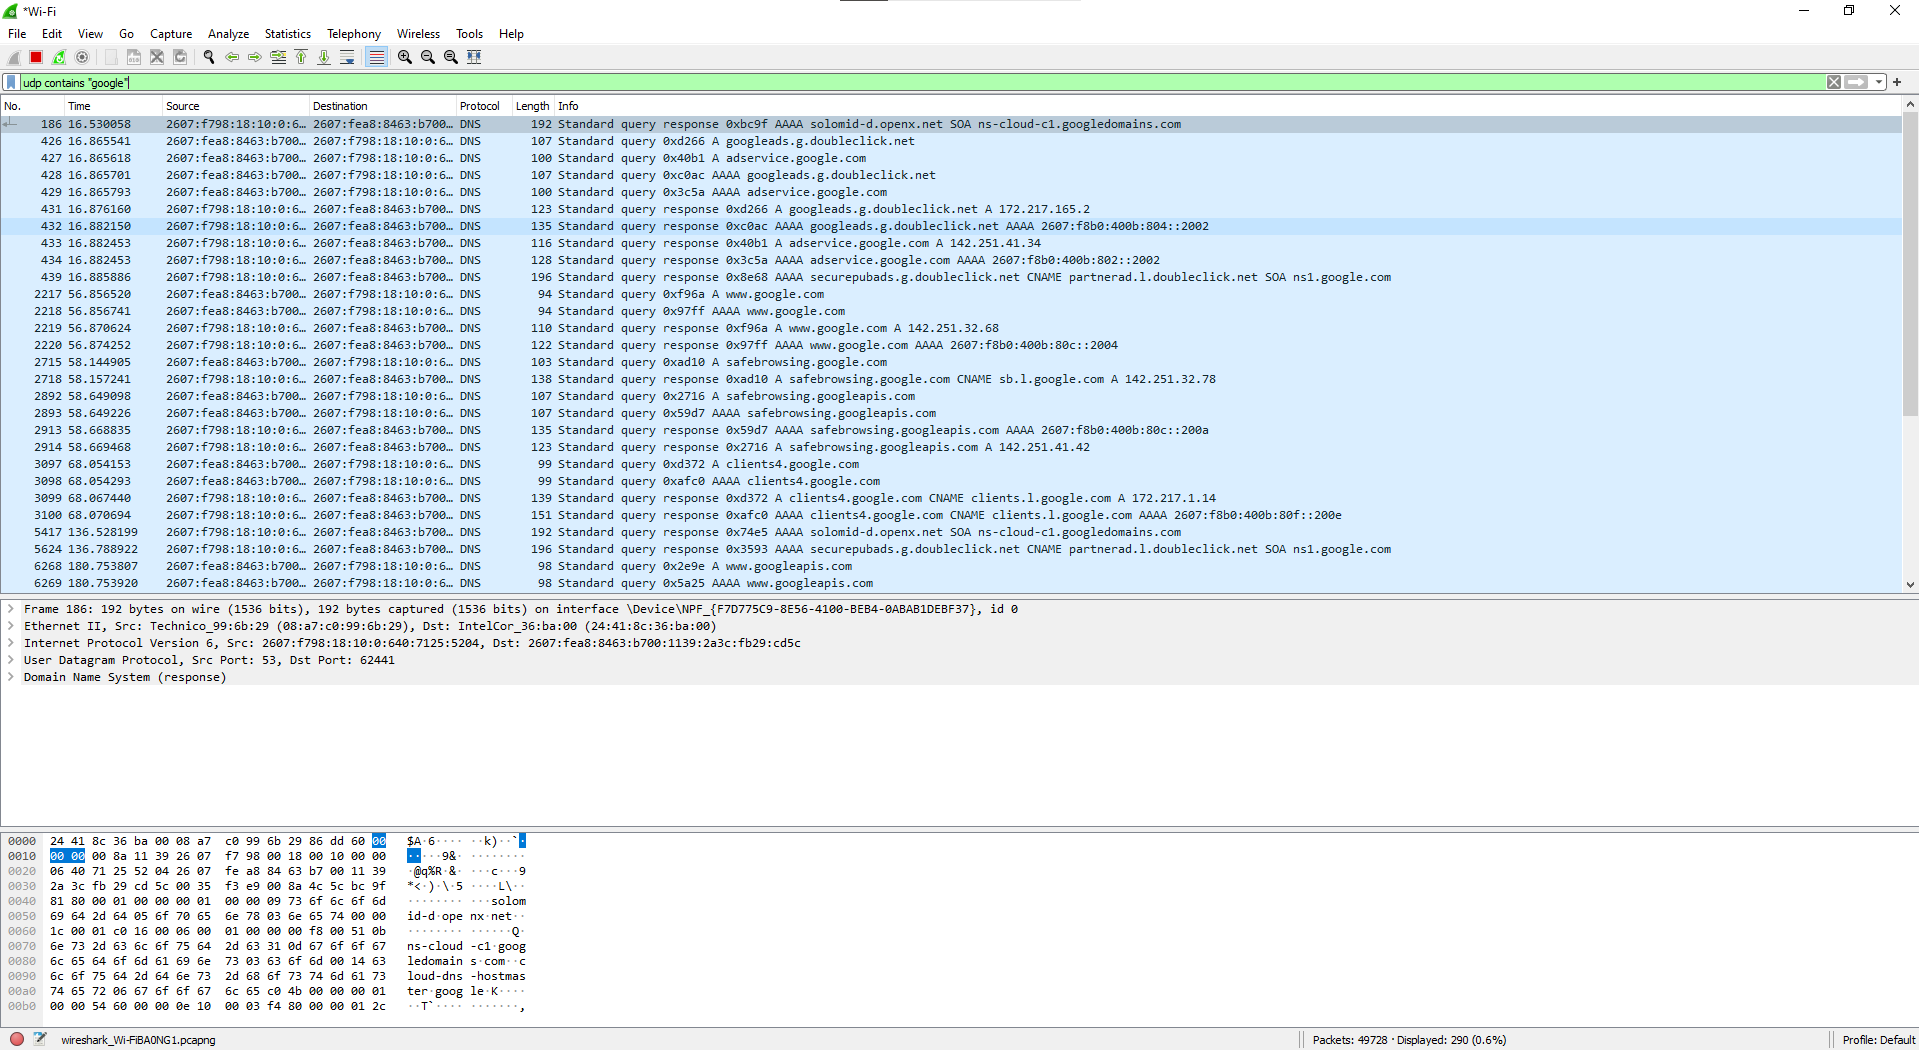 *Wi-Fi
File Edit View Go Capture Analyze Statistics Telephony Wireless Tools Help
udp contains "google"
No. Time Source Destination Protocol Length Info
186 16.530058 2607:f798:18:10:0:6… 2607:fea8:8463:b700… DNS 192 Standard query response 0xbc9f AAAA solomid-d.openx.net SOA ns-cloud-c1.googledomains.com
426 16.865541 2607:fea8:8463:b700… 2607:f798:18:10:0:6… DNS 107 Standard query 0xd266 A googleads.g.doubleclick.net
427 16.865618 2607:fea8:8463:b700… 2607:f798:18:10:0:6… DNS 100 Standard query 0x40b1 A adservice.google.com
428 16.865701 2607:fea8:8463:b700… 2607:f798:18:10:0:6… DNS 107 Standard query 0xc0ac AAAA googleads.g.doubleclick.net
429 16.865793 2607:fea8:8463:b700… 2607:f798:18:10:0:6… DNS 100 Standard query 0x3c5a AAAA adservice.google.com
431 16.876160 2607:f798:18:10:0:6… 2607:fea8:8463:b700… DNS 123 Standard query response 0xd266 A googleads.g.doubleclick.net A 172.217.165.2
432 16.882150 2607:f798:18:10:0:6… 2607:fea8:8463:b700… DNS 135 Standard query response 0xc0ac AAAA googleads.g.doubleclick.net AAAA 2607:f8b0:400b:804::2002
433 16.882453 2607:f798:18:10:0:6… 2607:fea8:8463:b700… DNS 116 Standard query response 0x40b1 A adservice.google.com A 142.251.41.34
434 16.882453 2607:f798:18:10:0:6… 2607:fea8:8463:b700… DNS 128 Standard query response 0x3c5a AAAA adservice.google.com AAAA 2607:f8b0:400b:802::2002
439 16.885886 2607:f798:18:10:0:6… 2607:fea8:8463:b700… DNS 196 Standard query response 0x8e68 AAAA securepubads.g.doubleclick.net CNAME partnerad.l.doubleclick.net SOA ns1.google.com
2217 56.856520 2607:fea8:8463:b700… 2607:f798:18:10:0:6… DNS 94 Standard query 0xf96a A www.google.com
2218 56.856741 2607:fea8:8463:b700… 2607:f798:18:10:0:6… DNS 94 Standard query 0x97ff AAAA www.google.com
2219 56.870624 2607:f798:18:10:0:6… 2607:fea8:8463:b700… DNS 110 Standard query response 0xf96a A www.google.com A 142.251.32.68
2220 56.874252 2607:f798:18:10:0:6… 2607:fea8:8463:b700… DNS 122 Standard query response 0x97ff AAAA www.google.com AAAA 2607:f8b0:400b:80c::2004
2715 58.144905 2607:fea8:8463:b700… 2607:f798:18:10:0:6… DNS 103 Standard query 0xad10 A safebrowsing.google.com
2718 58.157241 2607:f798:18:10:0:6… 2607:fea8:8463:b700… DNS 138 Standard query response 0xad10 A safebrowsing.google.com CNAME sb.l.google.com A 142.251.32.78
2892 58.649098 2607:fea8:8463:b700… 2607:f798:18:10:0:6… DNS 107 Standard query 0x2716 A safebrowsing.googleapis.com
2893 58.649226 2607:fea8:8463:b700… 2607:f798:18:10:0:6… DNS 107 Standard query 0x59d7 AAAA safebrowsing.googleapis.com
2913 58.668835 2607:f798:18:10:0:6… 2607:fea8:8463:b700… DNS 135 Standard query response 0x59d7 AAAA safebrowsing.googleapis.com AAAA 2607:f8b0:400b:80c::200a
2914 58.669468 2607:f798:18:10:0:6… 2607:fea8:8463:b700… DNS 123 Standard query response 0x2716 A safebrowsing.googleapis.com A 142.251.41.42
3097 68.054153 2607:fea8:8463:b700… 2607:f798:18:10:0:6… DNS 99 Standard query 0xd372 A clients4.google.com
3098 68.054293 2607:fea8:8463:b700… 2607:f798:18:10:0:6… DNS 99 Standard query 0xafc0 AAAA clients4.google.com
3099 68.067440 2607:f798:18:10:0:6… 2607:fea8:8463:b700… DNS 139 Standard query response 0xd372 A clients4.google.com CNAME clients.l.google.com A 172.217.1.14
3100 68.070694 2607:f798:18:10:0:6… 2607:fea8:8463:b700… DNS 151 Standard query response 0xafc0 AAAA clients4.google.com CNAME clients.l.google.com AAAA 2607:f8b0:400b:80f::200e
5417 136.528199 2607:f798:18:10:0:6… 2607:fea8:8463:b700… DNS 192 Standard query response 0x74e5 AAAA solomid-d.openx.net SOA ns-cloud-c1.googledomains.com
5624 136.788922 2607:f798:18:10:0:6… 2607:fea8:8463:b700… DNS 196 Standard query response 0x3593 AAAA securepubads.g.doubleclick.net CNAME partnerad.l.doubleclick.net SOA ns1.google.com
6268 180.753807 2607:fea8:8463:b700… 2607:f798:18:10:0:6… DNS 98 Standard query 0x2e9e A www.googleapis.com
6269 180.753920 2607:fea8:8463:b700… 2607:f798:18:10:0:6… DNS 98 Standard query 0x5a25 AAAA www.googleapis.com
Frame 186: 192 bytes on wire (1536 bits), 192 bytes captured (1536 bits) on interface \Device\NPF_{F7D775C9-8E56-4100-BEB4-0ABAB1DEBF37}, id 0
Ethernet II, Src: Technico_99:6b:29 (08:a7:c0:99:6b:29), Dst: IntelCor_36:ba:00 (24:41:8c:36:ba:00)
Internet Protocol Version 6, Src: 2607:f798:18:10:0:640:7125:5204, Dst: 2607:fea8:8463:b700:1139:2a3c:fb29:cd5c
User Datagram Protocol, Src Port: 53, Dst Port: 62441
Domain Name System (response)
0000 24 41 8c 36 ba 00 08 a7 c0 99 6b 29 86 dd 60 00 $A·6···· ··k)··`·
0010 00 00 00 8a 11 39 26 07 f7 98 00 18 00 10 00 00 ·····9&· ········
0020 06 40 71 25 52 04 26 07 fe a8 84 63 b7 00 11 39 ·@q%R·&· ···c···9
0030 2a 3c fb 29 cd 5c 00 35 f3 e9 00 8a 4c 5c bc 9f *<·)·\·5 ····L\··
0040 81 80 00 01 00 00 00 01 00 00 09 73 6f 6c 6f 6d ········ ···solom
0050 69 64 2d 64 05 6f 70 65 6e 78 03 6e 65 74 00 00 id-d·ope nx·net··
0060 1c 00 01 c0 16 00 06 00 01 00 00 00 f8 00 51 0b ········ ······Q·
0070 6e 73 2d 63 6c 6f 75 64 2d 63 31 0d 67 6f 6f 67 ns-cloud -c1·goog
0080 6c 65 64 6f 6d 61 69 6e 73 03 63 6f 6d 00 14 63 ledomain s·com··c
0090 6c 6f 75 64 2d 64 6e 73 2d 68 6f 73 74 6d 61 73 loud-dns -hostmas
00a0 74 65 72 06 67 6f 6f 67 6c 65 c0 4b 00 00 00 01 ter·goog le·K····
00b0 00 00 54 60 00 00 0e 10 00 03 f4 80 00 00 01 2c ··T`···· ·······,
wireshark_Wi-FiBA0NG1.pcapng
Packets: 49728 · Displayed: 290 (0.6%)
Profile: Default